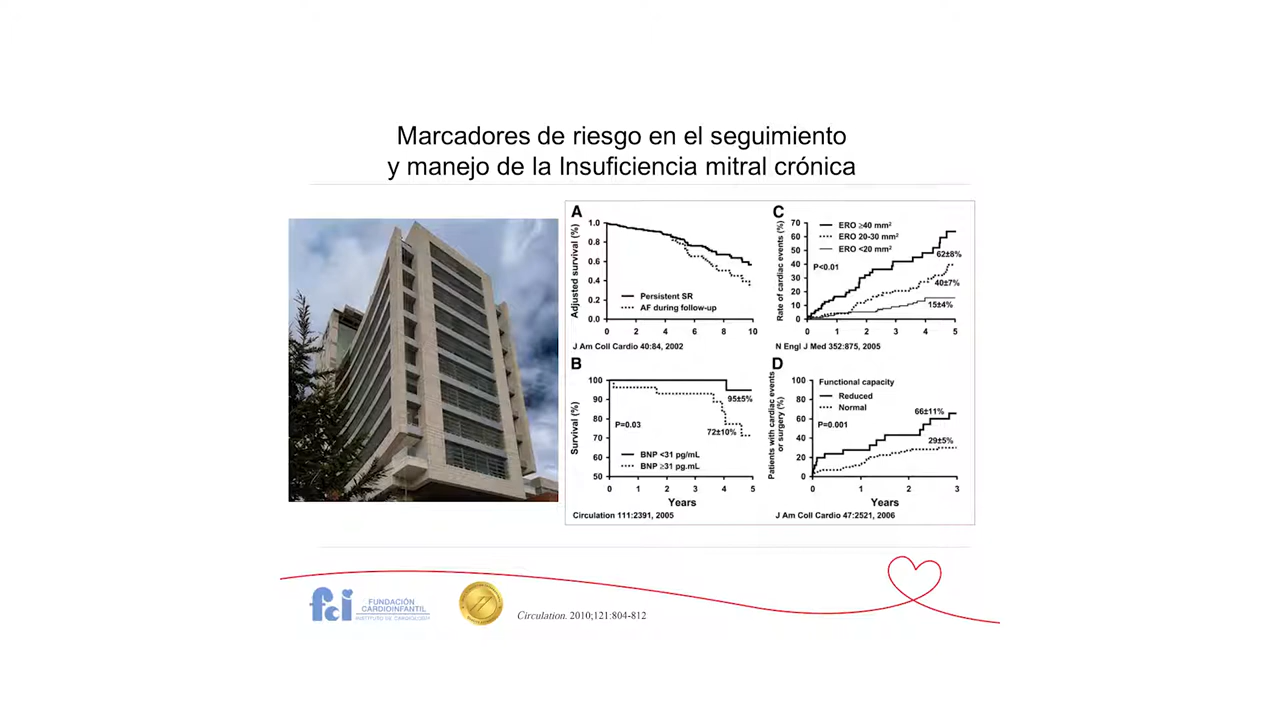 Marcadores de riesgo en el seguimiento
y manejo de la Insuficiencia mitral crónica
A
Adjusted survival (%)
1.0
0.8
0.6
0.4
0.2
0.0
Persistent SR
AF during follow-up
0 2 4 6 8 10
J Am Coll Cardio 40:84, 2002
C
Rate of cardiac events (%)
70
60
50
40
30
20
10
0
ERO ≥40 mm²
ERO 20-30 mm²
ERO <20 mm²
P<0.01
62±8%
40±7%
15±4%
0 1 2 3 4 5
N Engl J Med 352:875, 2005
B
Survival (%)
100
90
80
70
60
50
95±5%
P=0.03
72±10%
BNP <31 pg/mL
BNP ≥31 pg.mL
0 1 2 3 4 5
Years
Circulation 111:2391, 2005
D
Patients with cardiac events
or surgery (%)
100
80
60
40
20
0
Functional capacity
Reduced
Normal
66±11%
P=0.001
29±5%
0 1 2 3
Years
J Am Coll Cardio 47:2521, 2006
fci
FUNDACIÓN
CARDIOINFANTIL
INSTITUTO DE CARDIOLOGÍA
Circulation. 2010;121:804-812